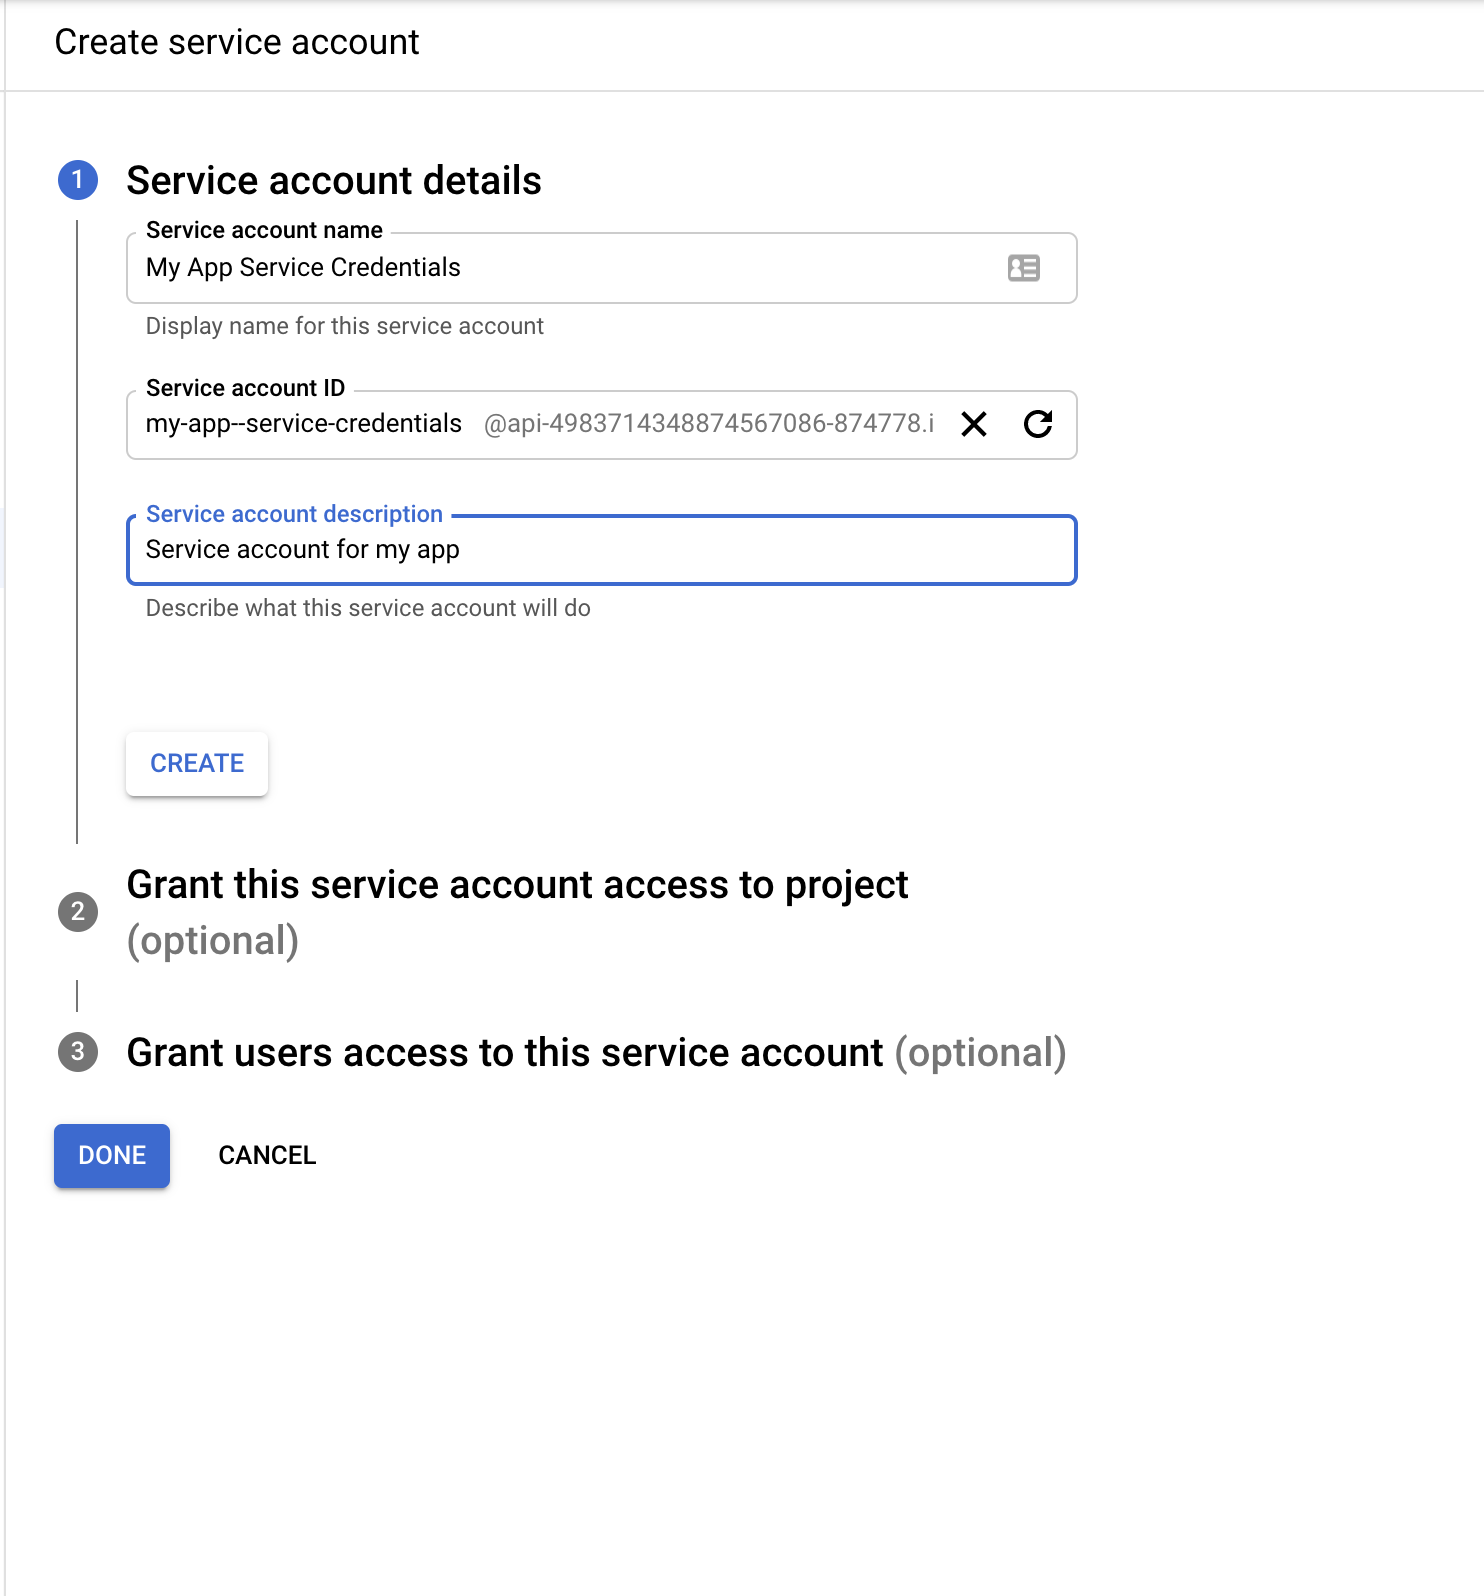 Create service account
1 Service account details
Service account name
My App Service Credentials
Display name for this service account
Service account ID
my-app--service-credentials @api-4983714348874567086-874778.i
Service account description
Service account for my app
Describe what this service account will do
CREATE
2 Grant this service account access to project
(optional)
3 Grant users access to this service account (optional)
DONE CANCEL